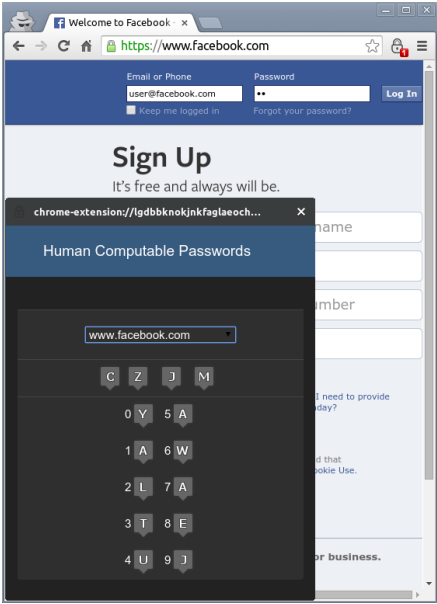 Welcome to Facebook
https://www.facebook.com
1
Email or Phone Password
user@facebook.com Log In
Keep me logged in Forgot your password?
Sign Up
It's free and always will be.
chrome-extension://lgdbbknokjnkfaglaeoch...
name
Human Computable Passwords
umber
www.facebook.com
C Z J M
I need to provide
day?
0 Y 5 A
1 A 6 W
d that
ookie Use.
2 L 7 A
3 T 8 E
or business.
4 U 9 J